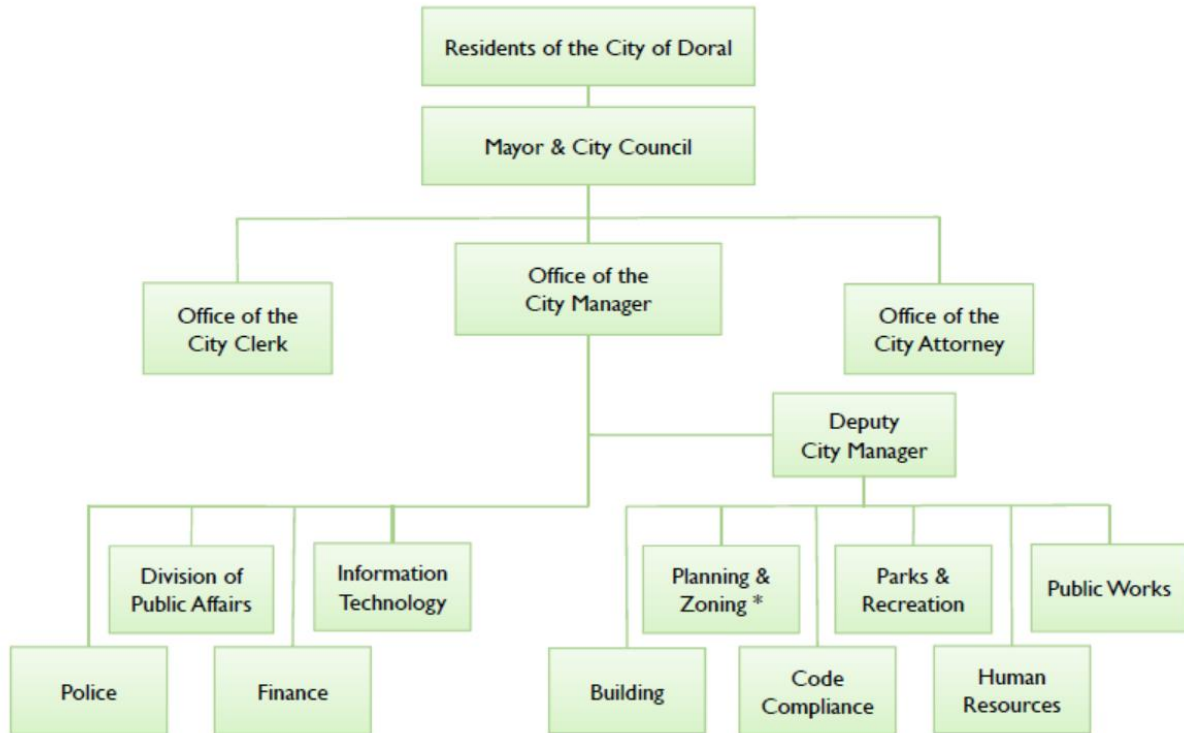 Residents of the City of Doral
Mayor & City Council
Office of the
City Manager
Office of the
City Clerk
Office of the
City Attorney
Deputy
City Manager
Division of
Public Affairs
Information
Technology
Planning &
Zoning *
Parks &
Recreation
Public Works
Police
Finance
Building
Code
Compliance
Human
Resources